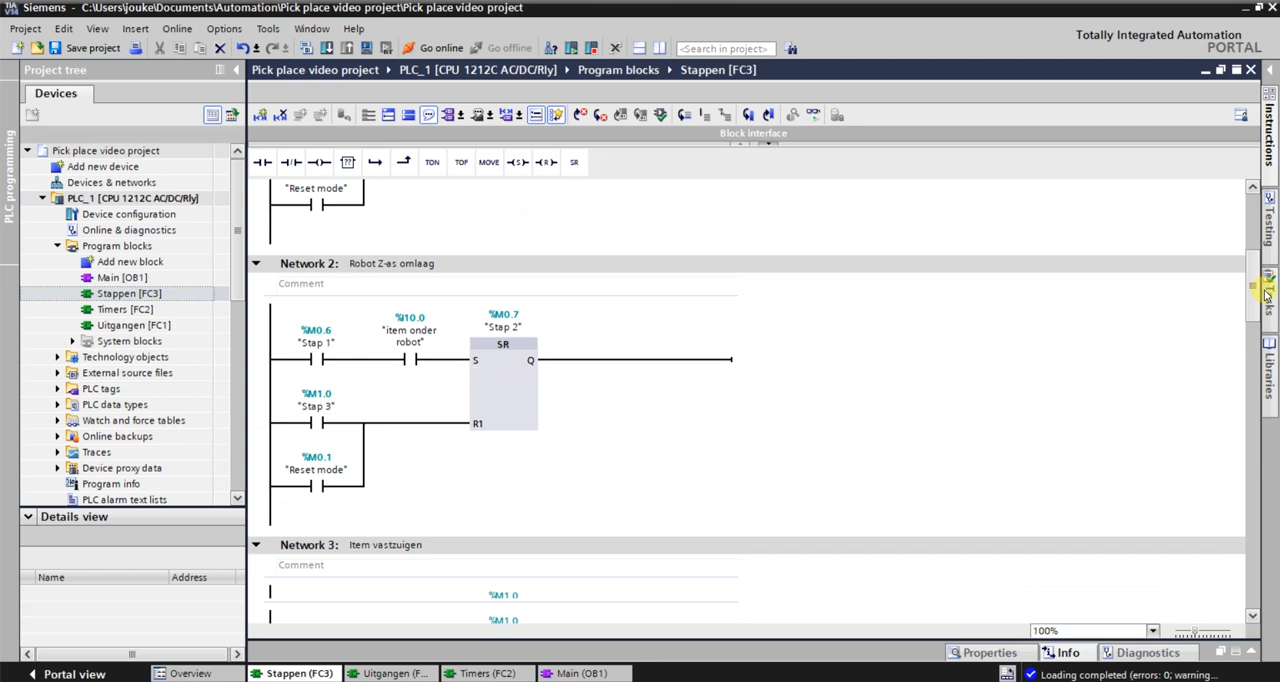 Siemens - C:\Users\jouke\Documents\Automation\Pick place video project\Pick place video project
TIA
V14
Project Edit View Insert Online Options Tools Window Help
Totally Integrated Automation
PORTAL
Save project Go online Go offline <Search in project>
Project tree
Pick place video project PLC_1 [CPU 1212C AC/DC/Rly] Program blocks Stappen [FC3]
Devices
Block interface
TON TOF MOVE S R SR
Pick place video project
Add new device
Devices & networks
PLC_1 [CPU 1212C AC/DC/Rly]
Device configuration
Online & diagnostics
Program blocks
Add new block
Main [OB1]
Stappen [FC3]
Timers [FC2]
Uitgangen [FC1]
System blocks
Technology objects
External source files
PLC tags
PLC data types
Watch and force tables
Online backups
Traces
Device proxy data
Program info
PLC alarm text lists
Details view
Name Address
PLC programming
"Reset mode"
Network 2: Robot Z-as omlaag
Comment
%M0.6
"Stap 1"
%I0.0
"item onder
robot"
%M0.7
"Stap 2"
SR
S Q
%M1.0
"Stap 3"
R1
%M0.1
"Reset mode"
Network 3: Item vastzuigen
Comment
%M1.0
%M1.0
100%
Instructions
Testing
Tasks
Libraries
Properties Info Diagnostics
Portal view Overview Stappen (FC3) Uitgangen (F... Timers (FC2) Main (OB1) Loading completed (errors: 0; warning...